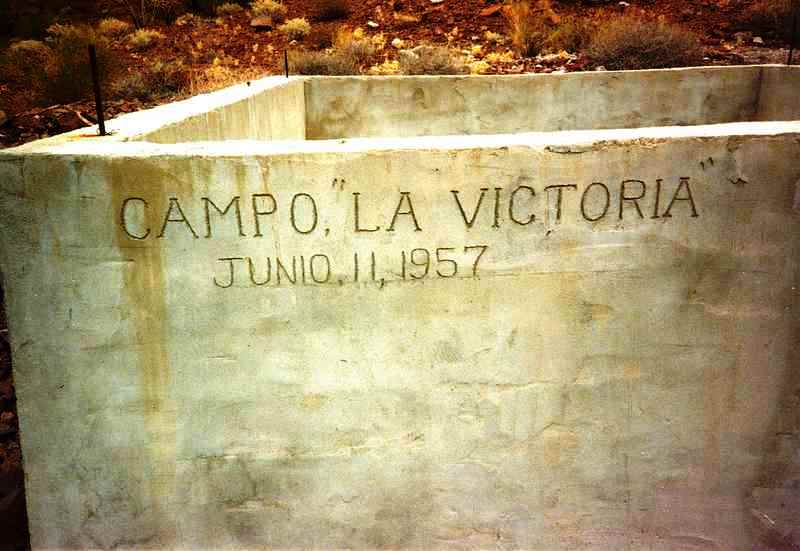 CAMPO, "LA VICTORIA"
JUNIO, 11, 1957